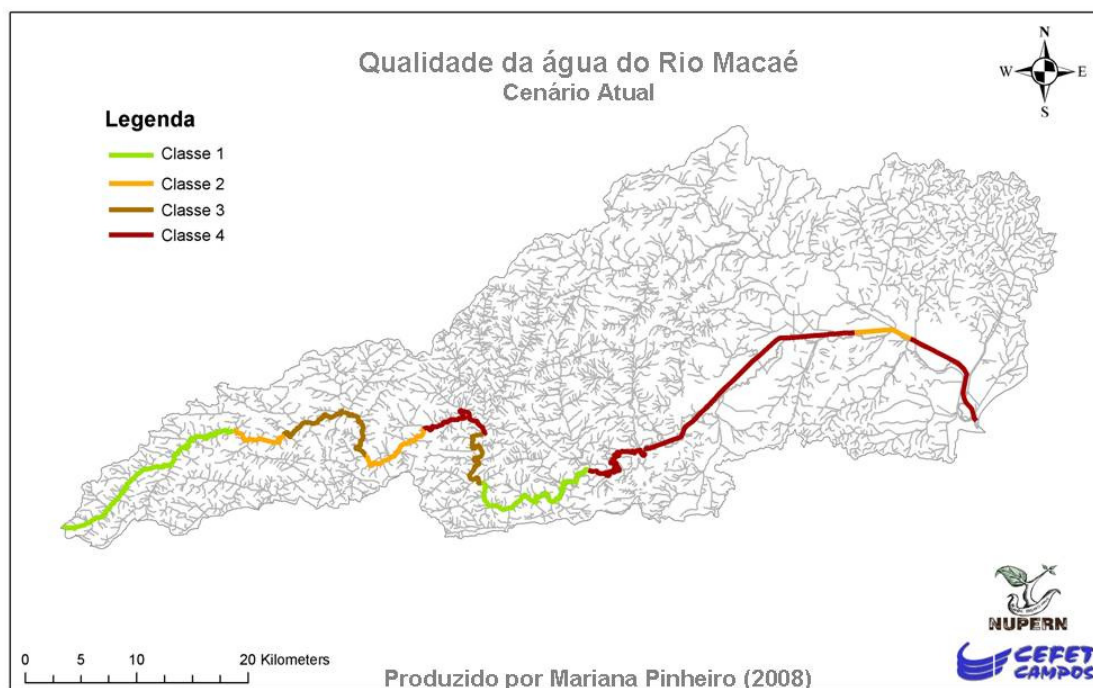 Qualidade da água do Rio Macaé
Cenário Atual
N
W
E
S
Legenda
Classe 1
Classe 2
Classe 3
Classe 4
0 5 10 20 Kilometers
Produzido por Mariana Pinheiro (2008)
NUPERN
CEFET
CAMPOS